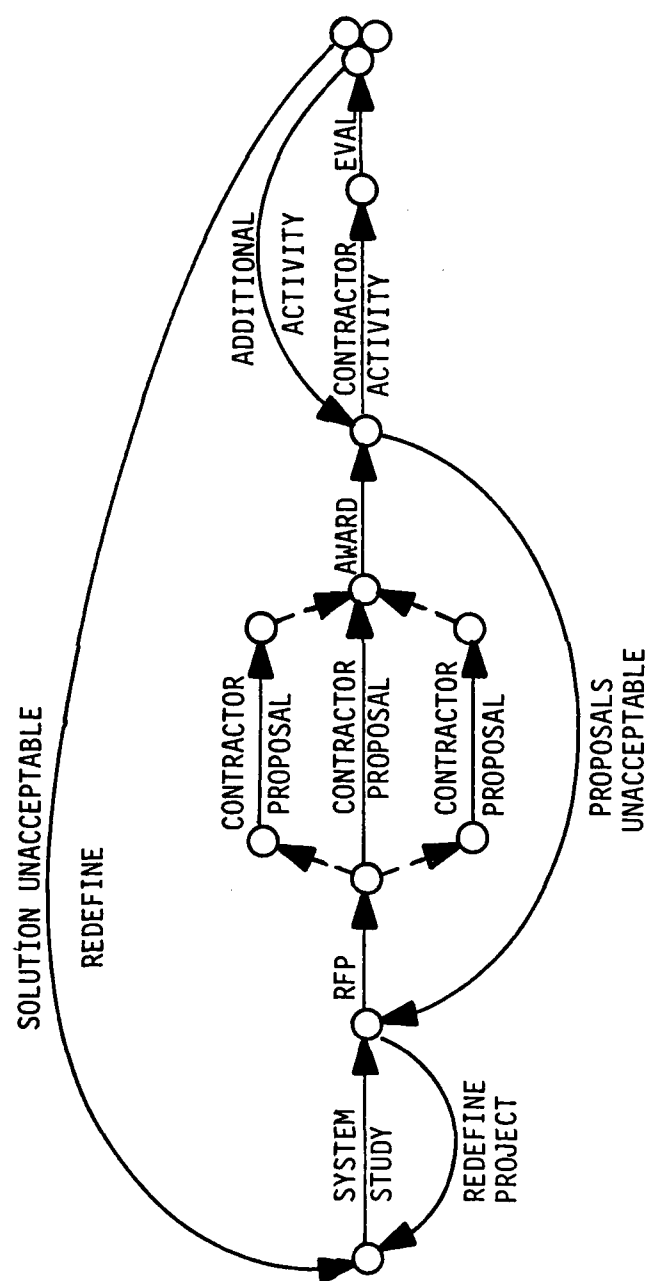 SOLUTION UNACCEPTABLE
REDEFINE
SYSTEM
STUDY
REDEFINE
PROJECT
RFP
CONTRACTOR
PROPOSAL
CONTRACTOR
PROPOSAL
CONTRACTOR
PROPOSAL
AWARD
PROPOSALS
UNACCEPTABLE
ADDITIONAL
ACTIVITY
CONTRACTOR
ACTIVITY
EVAL